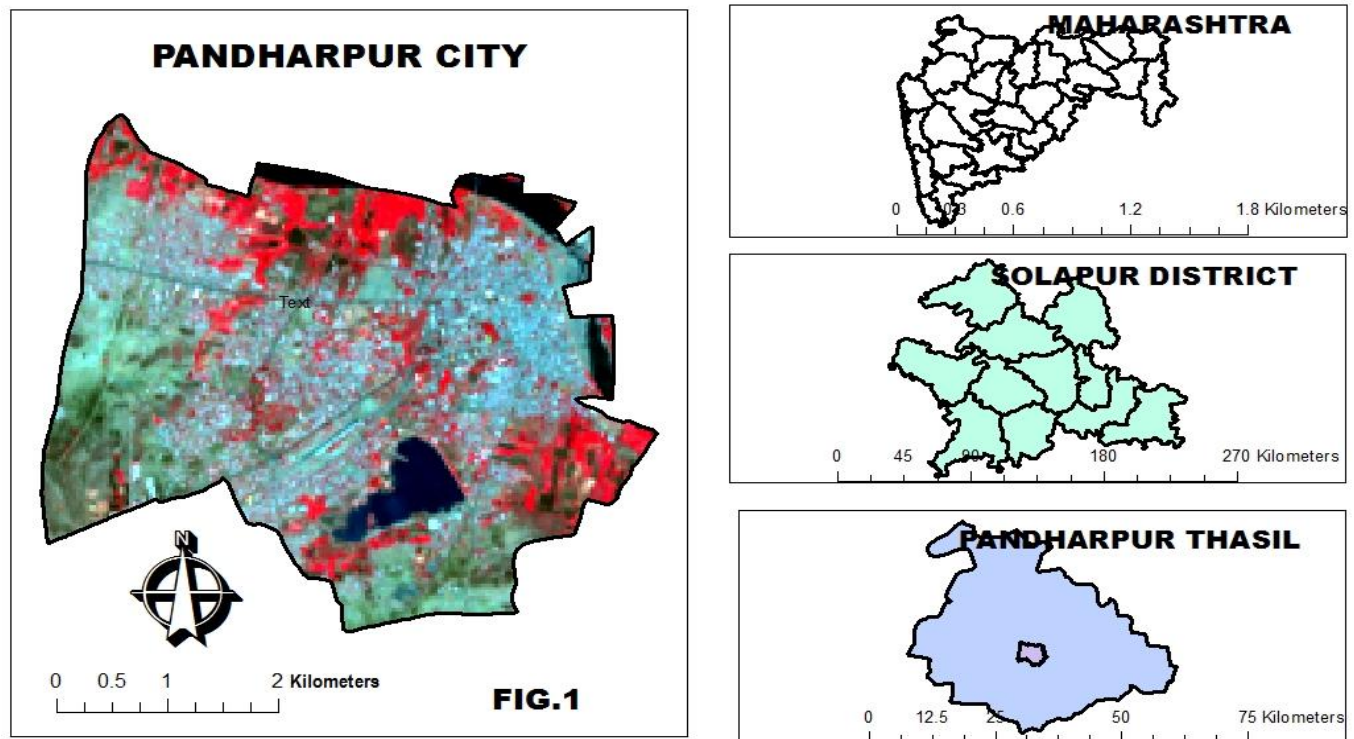 PANDHARPUR CITY
Text
N
0 0.5 1 2 Kilometers
FIG.1
MAHARASHTRA
0 0.3 0.6 1.2 1.8 Kilometers
SOLAPUR DISTRICT
0 45 90 180 270 Kilometers
PANDHARPUR THASIL
0 12.5 25 50 75 Kilometers